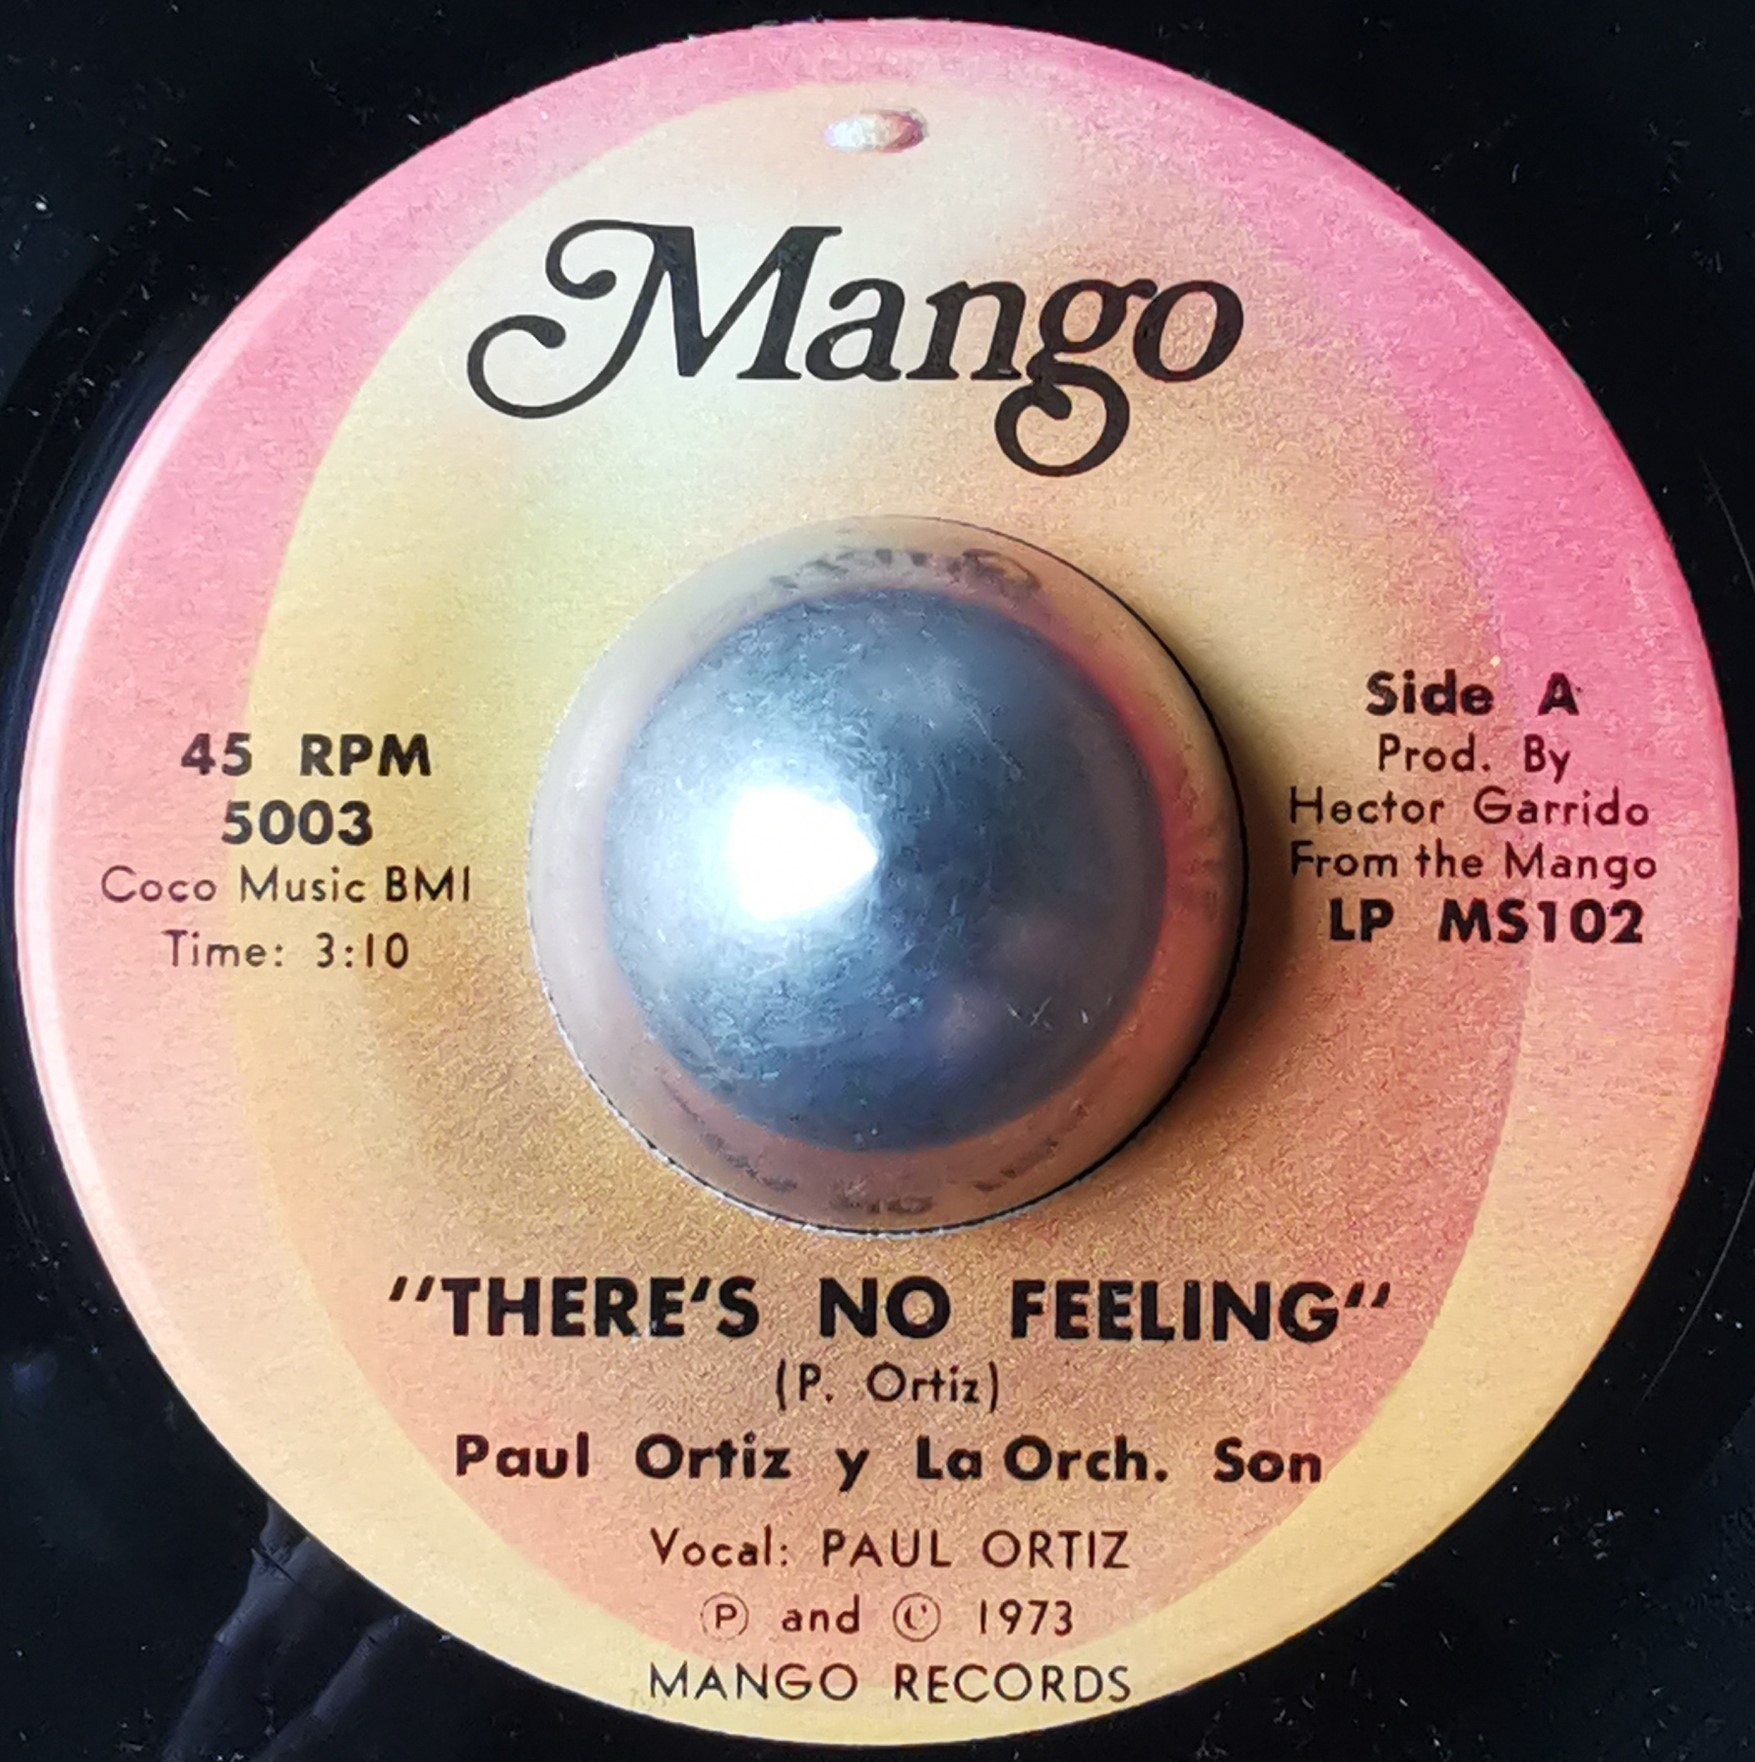 Mango
45 RPM
5003
Coco Music BMI
Time: 3:10
Side A
Prod. By
Hector Garrido
From the Mango
LP MS102
"THERE'S NO FEELING"
(P. Ortiz)
Paul Ortiz y La Orch. Son
Vocal: PAUL ORTIZ
Ⓟ and © 1973
MANGO RECORDS